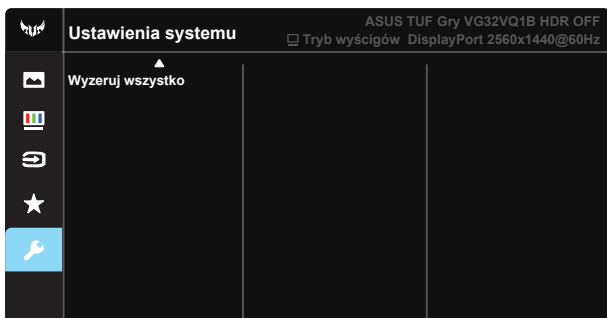 Ustawienia systemu
ASUS TUF Gry VG32VQ1B HDR OFF
Tryb wyścigów DisplayPort 2560x1440@60Hz
Wyzeruj wszystko